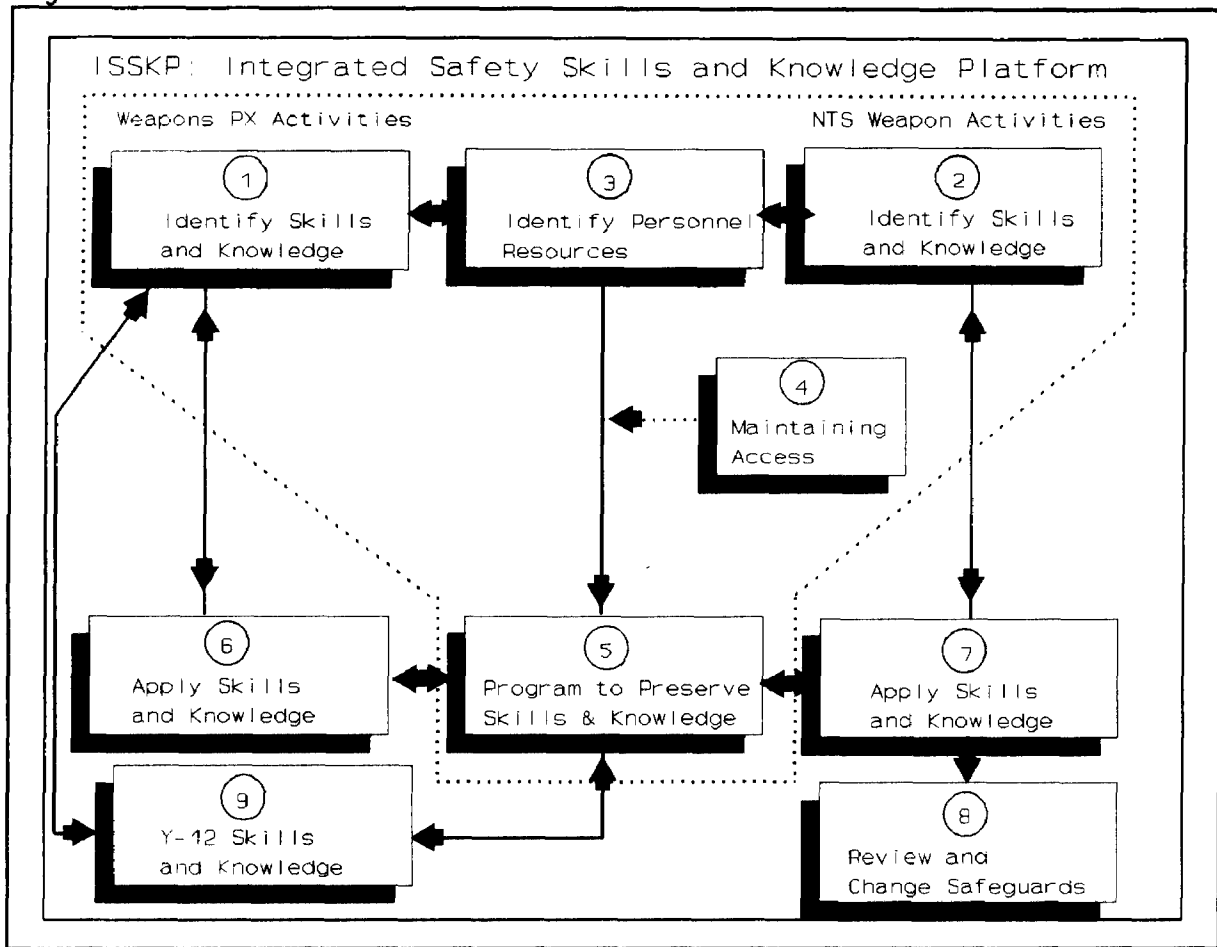 ISSKP: Integrated Safety Skills and Knowledge Platform
Weapons PX Activities
NTS Weapon Activities
1
Identify Skills
and Knowledge
3
Identify Personnel
Resources
2
Identify Skills
and Knowledge
4
Maintaining
Access
6
Apply Skills
and Knowledge
5
Program to Preserve
Skills & Knowledge
7
Apply Skills
and Knowledge
9
Y-12 Skills
and Knowledge
8
Review and
Change Safeguards